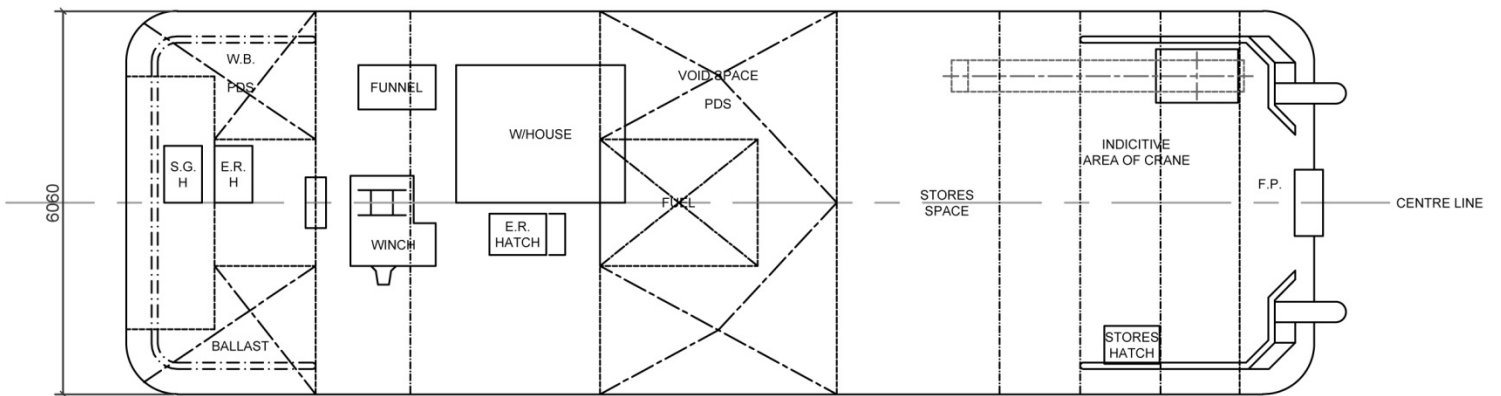 W.B.
PDS
FUNNEL
W/HOUSE
VOID SPACE
PDS
INDICITIVE
AREA OF CRANE
S.G.
H
E.R.
H
F.P.
6060
FUEL
STORES
SPACE
CENTRE LINE
E.R.
HATCH
WINCH
BALLAST
STORES
HATCH